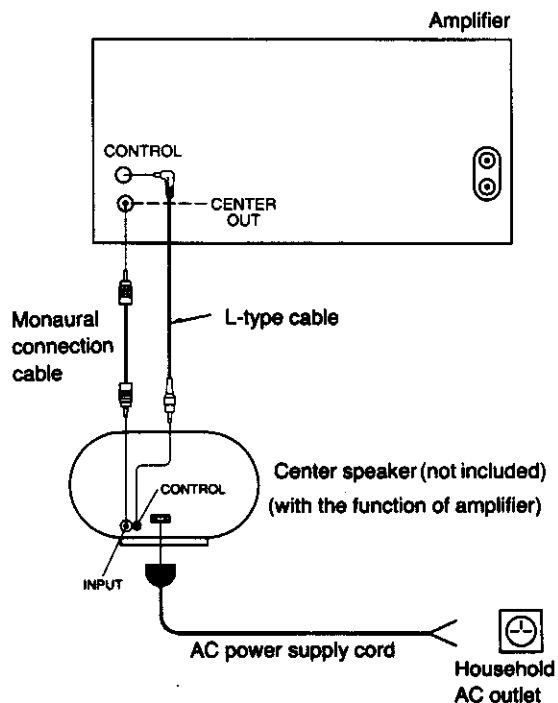 Amplifier
CONTROL
CENTER
OUT
Monaural
connection
cable
L-type cable
Center speaker (not included)
(with the function of amplifier)
CONTROL
INPUT
AC power supply cord
Household
AC outlet